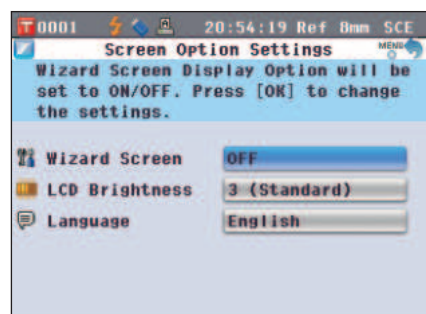 T0001 20:54:19 Ref 8mm SCE
Screen Option Settings MENU
Wizard Screen Display Option will be
set to ON/OFF. Press [OK] to change
the settings.
Wizard Screen OFF
LCD Brightness 3 (Standard)
Language English